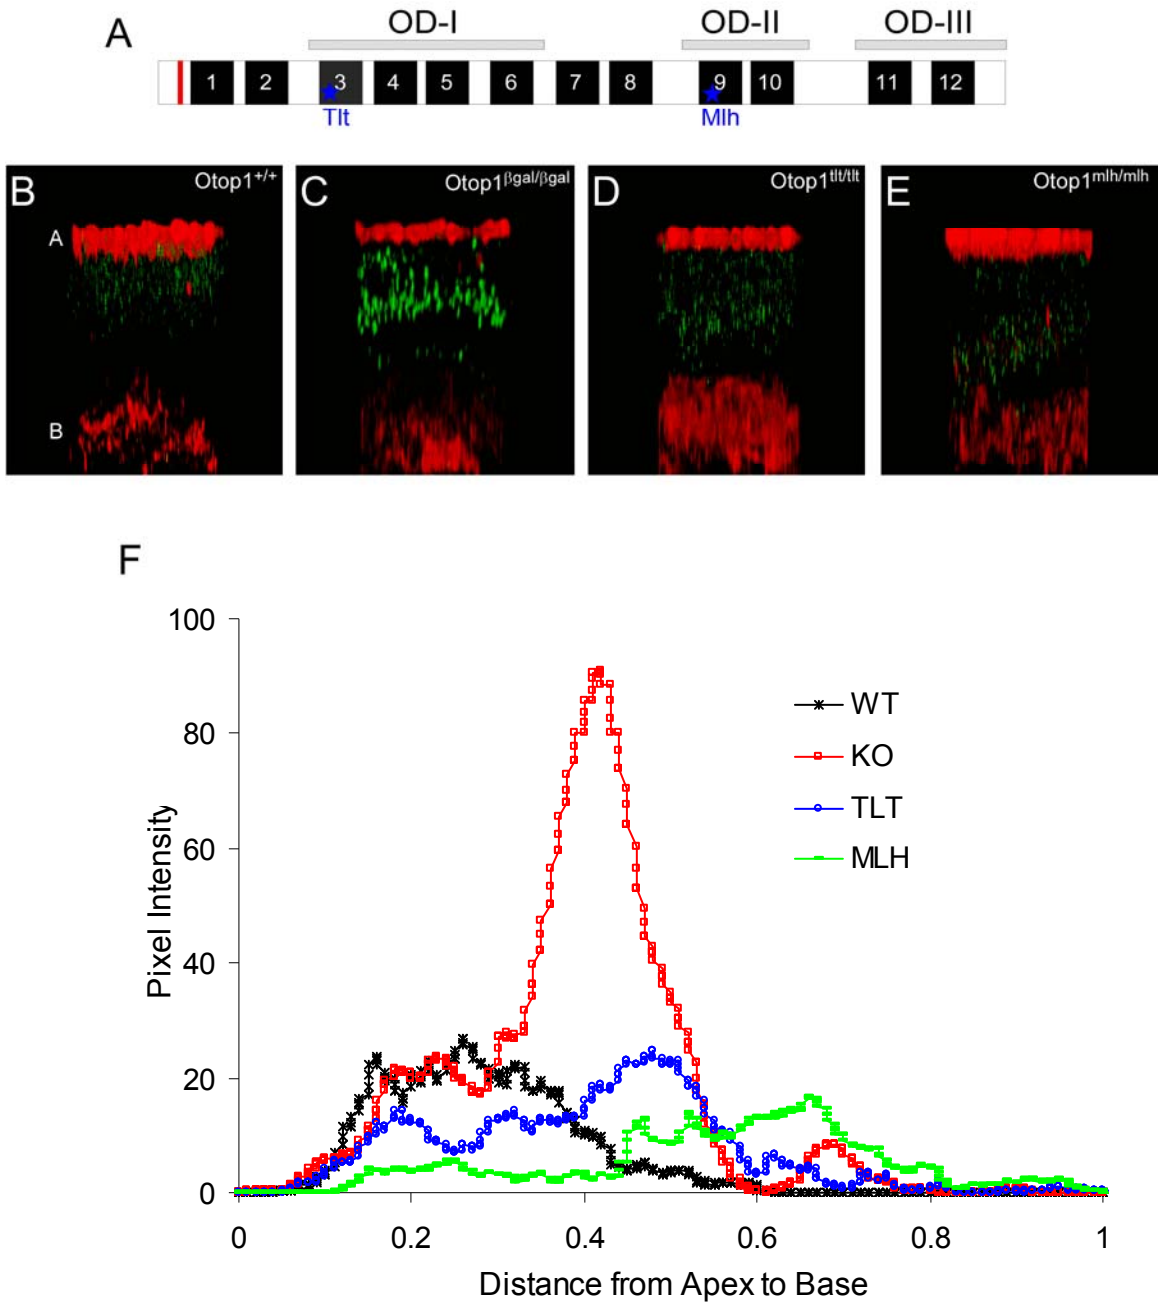 A
OD-I OD-II OD-III
1 2 3 4 5 6 7 8 9 10 11 12
Tlt Mlh
B Otop1+/+
C Otop1βgal/βgal
D Otop1tlt/tlt
E Otop1mlh/mlh
A
B
F
100
80
60
40
20
0
Pixel Intensity
WT
KO
TLT
MLH
0 0.2 0.4 0.6 0.8 1
Distance from Apex to Base